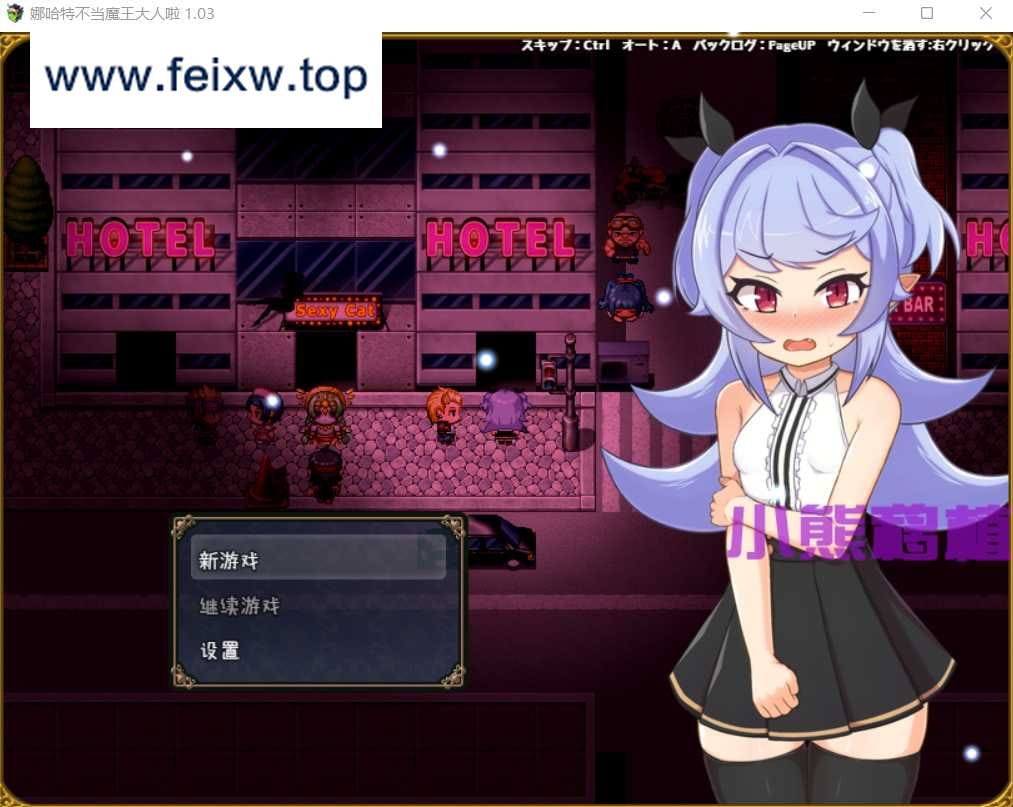 娜哈特不当魔王大人啦 1.03
スキップ：Ctrl オート：A バックログ：PageUP ウィンドウを消す:右クリック
www.feixw.top
HOTEL
HOTEL
HO
Sexy Cat
BAR
小熊葫芦
新游戏
继续游戏
设置